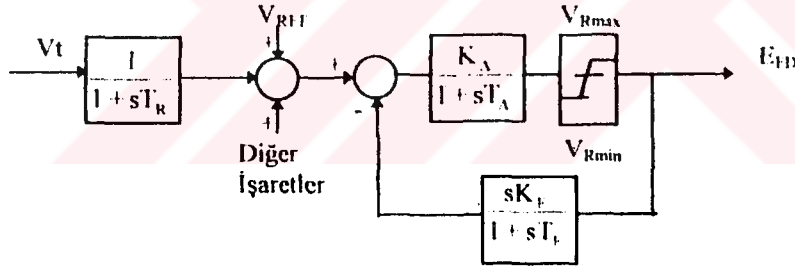 V_REF
V_Rmax
Vt
1
1 + sT_R
+
+
+
-
K_A
1 + sT_A
E_FD
V_Rmin
Diğer
İşaretler
sK_F
1 + sT_F